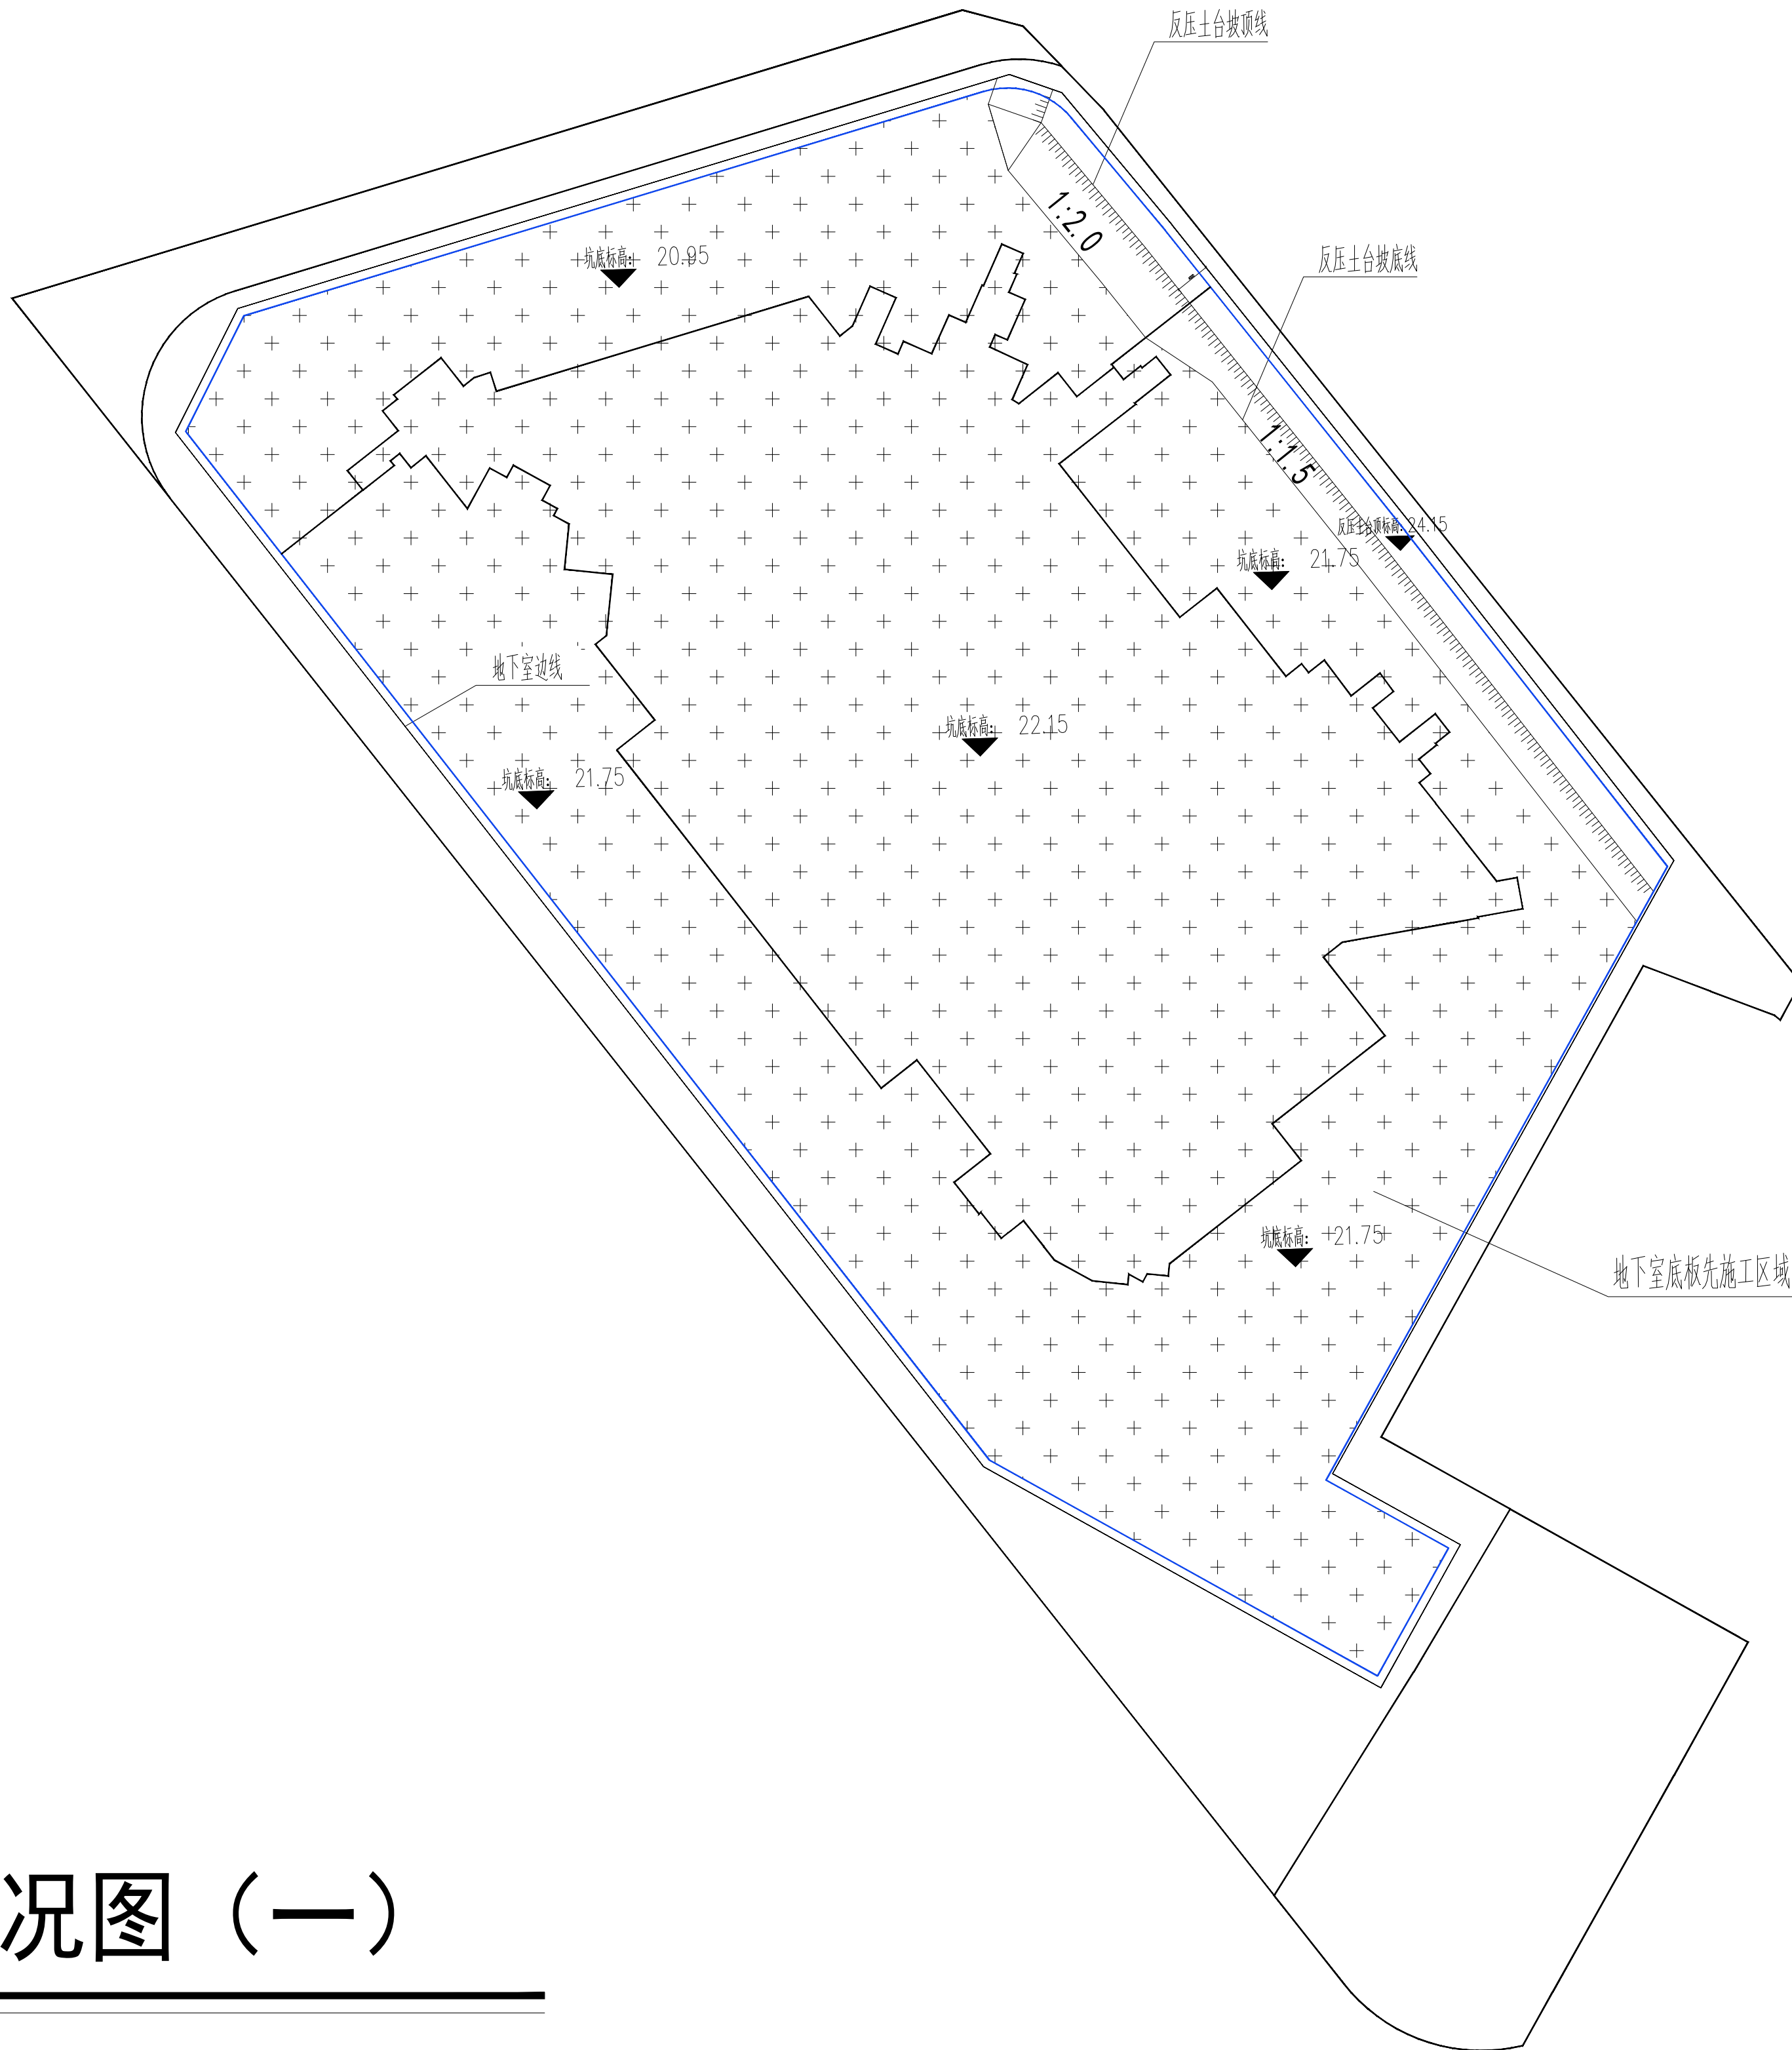 反压土台坡顶线
1:2.0
坑底标高: 20.95
反压土台坡底线
1:1.5
反压土台顶标高: 24.15
坑底标高: 21.75
地下室边线
坑底标高: 22.15
坑底标高: 21.75
坑底标高: 21.75
地下室底板先施工区域
况图（一）